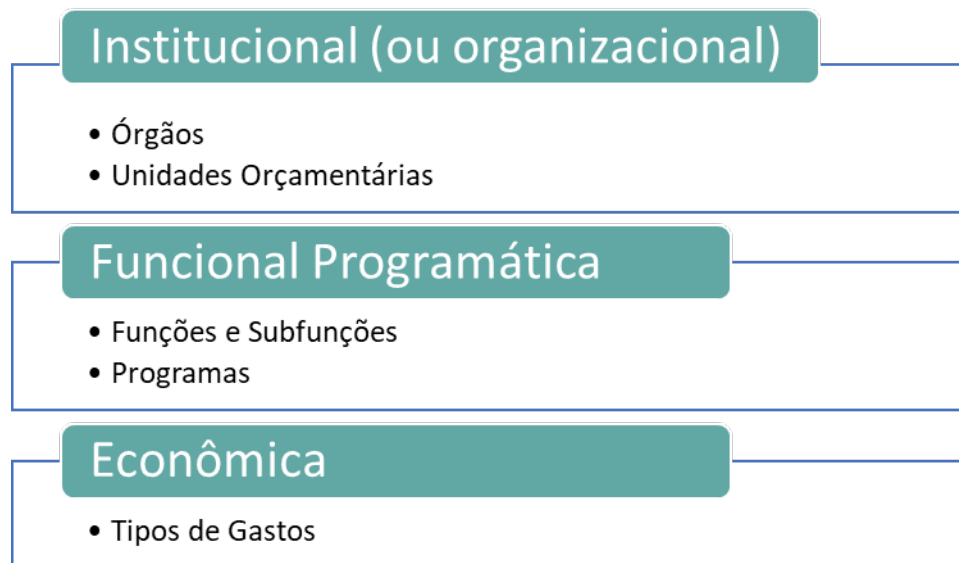 Institucional (ou organizacional)
• Órgãos
• Unidades Orçamentárias
Funcional Programática
• Funções e Subfunções
• Programas
Econômica
• Tipos de Gastos